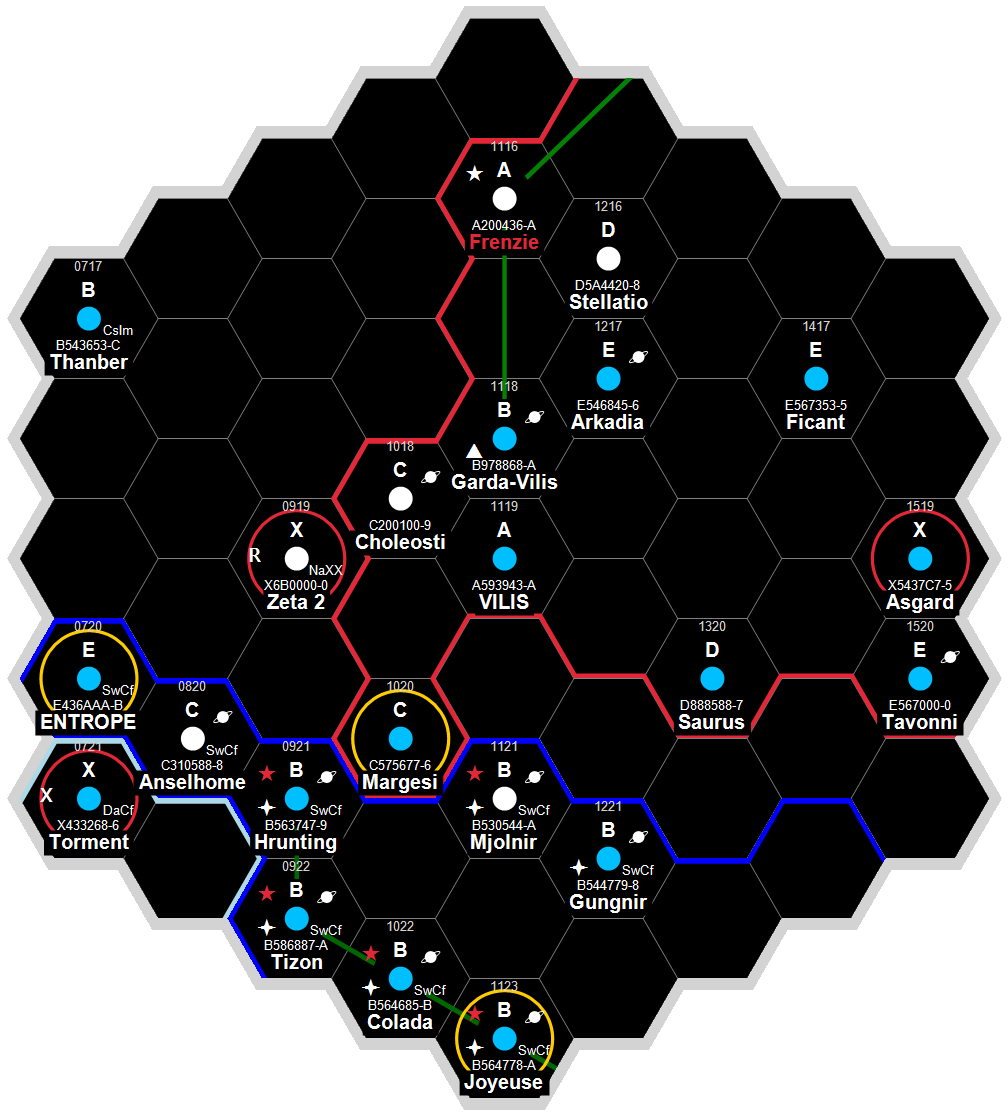 1116
A
A200436-A
Frenzie
1216
D
D5A4420-8
Stellatio
0717
B
CsIm
B543653-C
Thanber
1217
E
E546845-6
Arkadia
1417
E
E567353-5
Ficant
1118
B
B978868-A
Garda-Vilis
1018
C
C200100-9
Choleosti
0919
X
R
NaXX
X6B0000-0
Zeta 2
1119
A
A593943-A
VILIS
1519
X
X5437C7-5
Asgard
0720
E
SwCf
E436AAA-B
ENTROPE
1320
D
D888588-7
Saurus
1520
E
E567000-0
Tavonni
0820
C
SwCf
C310588-8
Anselhome
1020
C
C575677-6
Margesi
0721
X
X
DaCf
X433268-6
Torment
0921
B
SwCf
B563747-9
Hrunting
1121
B
SwCf
B530544-A
Mjolnir
1221
B
SwCf
B544779-8
Gungnir
0922
B
SwCf
B586887-A
Tizon
1022
B
SwCf
B564685-B
Colada
1123
B
SwCf
B564778-A
Joyeuse